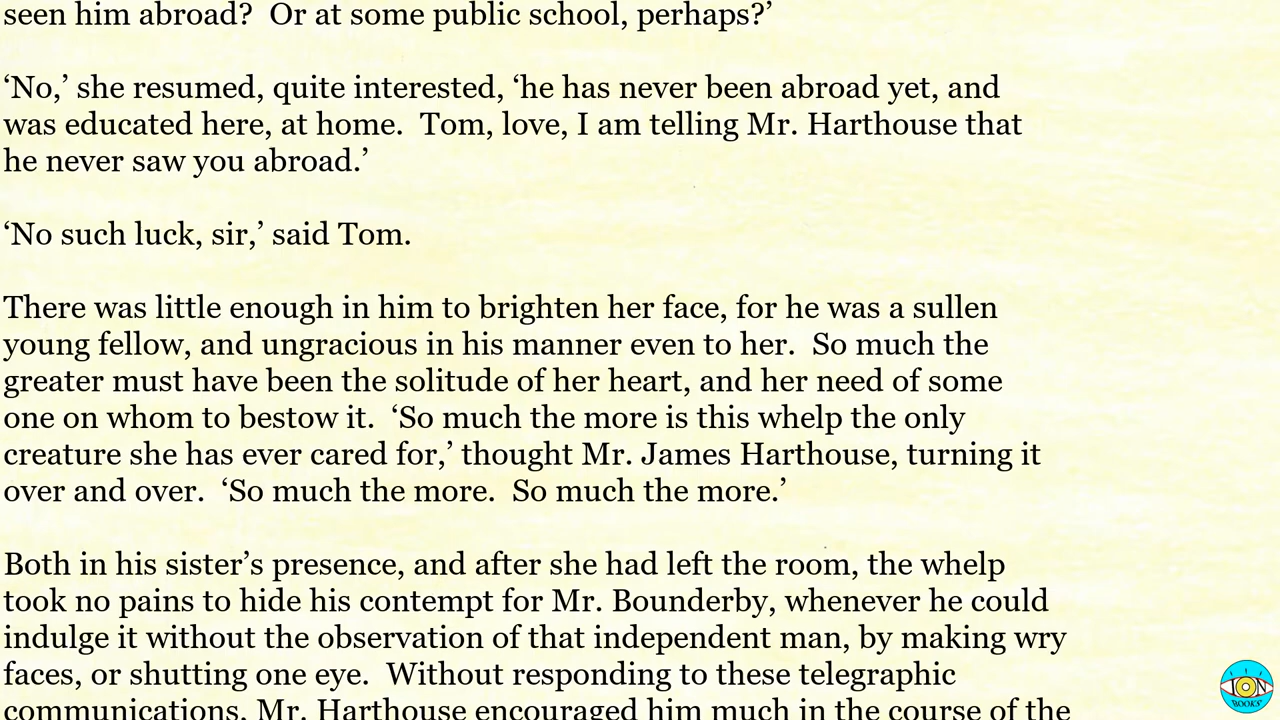 seen him abroad?  Or at some public school, perhaps?’
‘No,’ she resumed, quite interested, ‘he has never been abroad yet, and
was educated here, at home.  Tom, love, I am telling Mr. Harthouse that
he never saw you abroad.’
‘No such luck, sir,’ said Tom.
There was little enough in him to brighten her face, for he was a sullen
young fellow, and ungracious in his manner even to her.  So much the
greater must have been the solitude of her heart, and her need of some
one on whom to bestow it.  ‘So much the more is this whelp the only
creature she has ever cared for,’ thought Mr. James Harthouse, turning it
over and over.  ‘So much the more.  So much the more.’
Both in his sister’s presence, and after she had left the room, the whelp
took no pains to hide his contempt for Mr. Bounderby, whenever he could
indulge it without the observation of that independent man, by making wry
faces, or shutting one eye.  Without responding to these telegraphic
communications, Mr. Harthouse encouraged him much in the course of the
ION
BOOKS